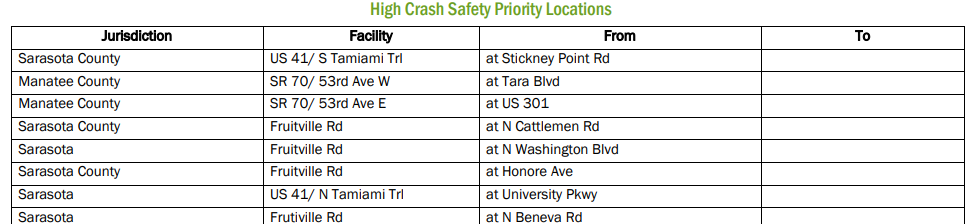 High Crash Safety Priority Locations
Jurisdiction Facility From To
Sarasota County US 41/ S Tamiami Trl at Stickney Point Rd
Manatee County SR 70/ 53rd Ave W at Tara Blvd
Manatee County SR 70/ 53rd Ave E at US 301
Sarasota County Fruitville Rd at N Cattlemen Rd
Sarasota Fruitville Rd at N Washington Blvd
Sarasota County Fruitville Rd at Honore Ave
Sarasota US 41/ N Tamiami Trl at University Pkwy
Sarasota Frutiville Rd at N Beneva Rd